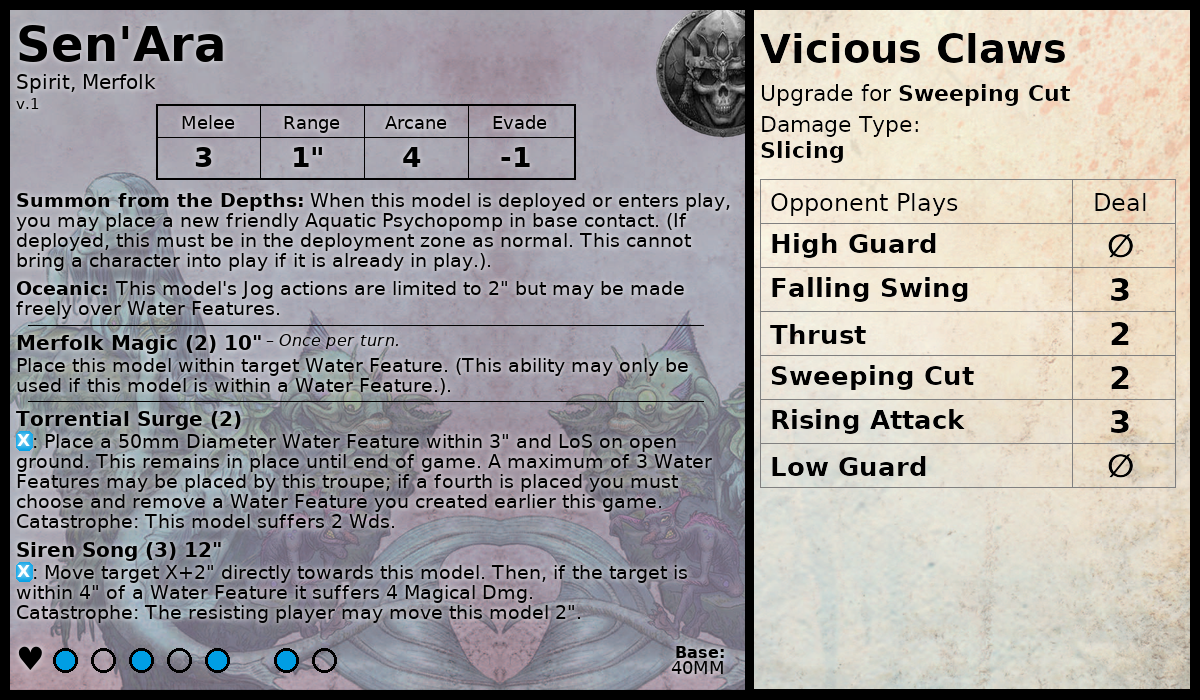 Sen'Ara
Spirit, Merfolk
v.1
Melee Range Arcane Evade
3 1" 4 -1
Summon from the Depths: When this model is deployed or enters play,
you may place a new friendly Aquatic Psychopomp in base contact. (If
deployed, this must be in the deployment zone as normal. This cannot
bring a character into play if it is already in play.).
Oceanic: This model's Jog actions are limited to 2" but may be made
freely over Water Features.
Merfolk Magic (2) 10" – Once per turn.
Place this model within target Water Feature. (This ability may only be
used if this model is within a Water Feature.).
Torrential Surge (2)
X: Place a 50mm Diameter Water Feature within 3" and LoS on open
ground. This remains in place until end of game. A maximum of 3 Water
Features may be placed by this troupe; if a fourth is placed you must
choose and remove a Water Feature you created earlier this game.
Catastrophe: This model suffers 2 Wds.
Siren Song (3) 12"
X: Move target X+2" directly towards this model. Then, if the target is
within 4" of a Water Feature it suffers 4 Magical Dmg.
Catastrophe: The resisting player may move this model 2".
Base:
40MM
Vicious Claws
Upgrade for Sweeping Cut
Damage Type:
Slicing
Opponent Plays Deal
High Guard ∅
Falling Swing 3
Thrust 2
Sweeping Cut 2
Rising Attack 3
Low Guard ∅